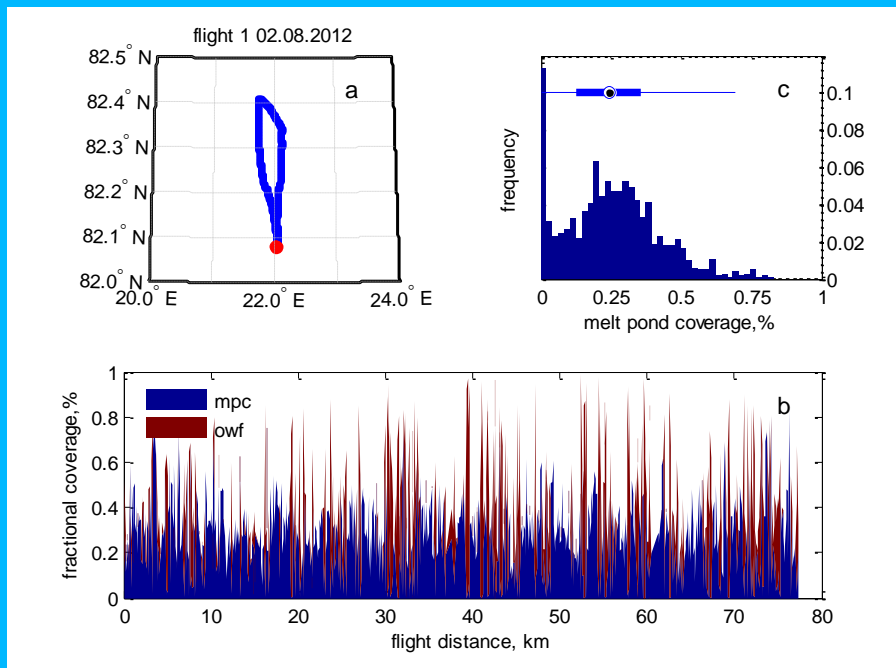 flight 1 02.08.2012
82.5° N
82.4° N
82.3° N
82.2° N
82.1° N
82.0° N
20.0° E
22.0° E
24.0° E
a
c
0.1
0.08
0.06
0.04
0.02
0
frequency
0
0.25
0.5
0.75
1
melt pond coverage,%
1
0.8
0.6
0.4
0.2
0
fractional coverage,%
mpc
owf
b
0
10
20
30
40
50
60
70
80
flight distance, km